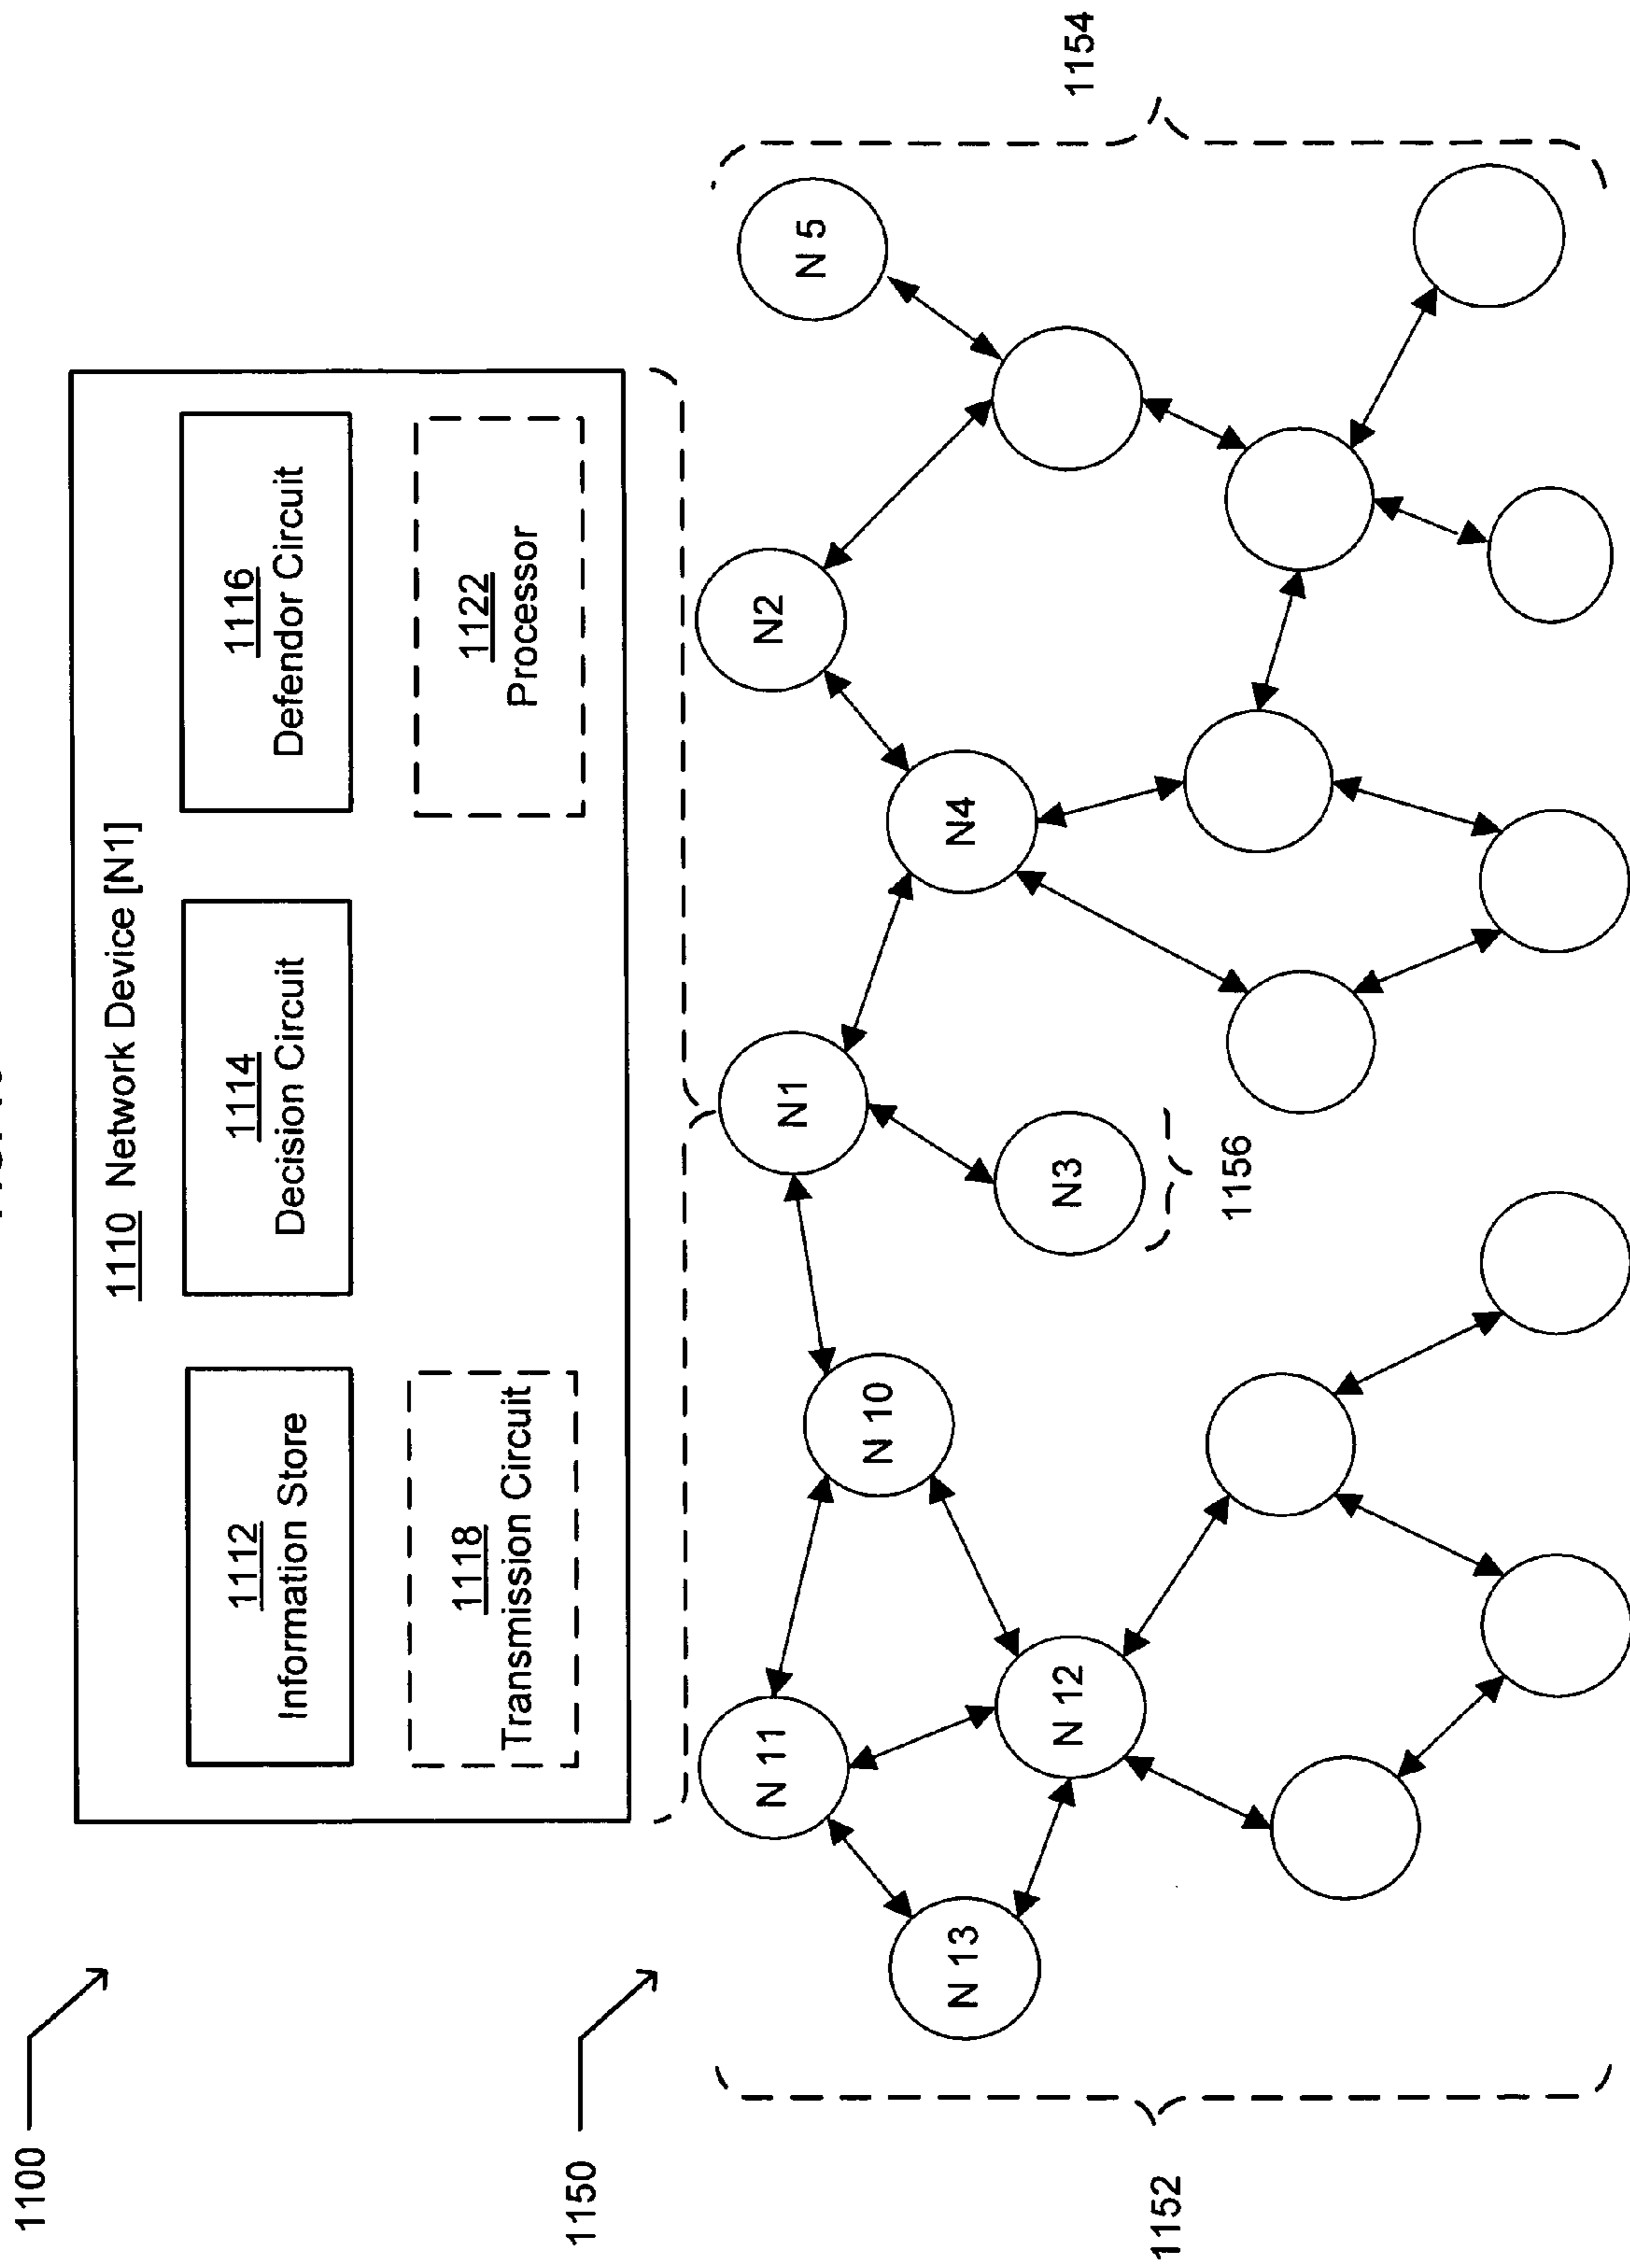 1100
1110 Network Device [N1]
1112
Information Store
1114
Decision Circuit
1116
Defendor Circuit
1118
Transmission Circuit
1122
Processor
1150
N 11
N2
N1
N 5
N 10
N 13
N4
N 12
N3
1152
1156
1154